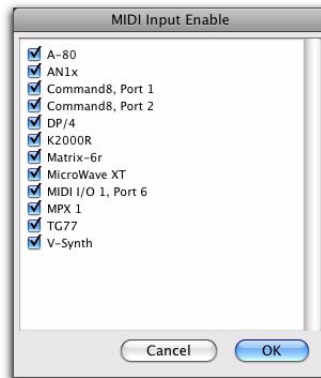 MIDI Input Enable
A-80
AN1x
Command8, Port 1
Command8, Port 2
DP/4
K2000R
Matrix-6r
MicroWave XT
MIDI I/O 1, Port 6
MPX 1
TG77
V-Synth
Cancel
OK